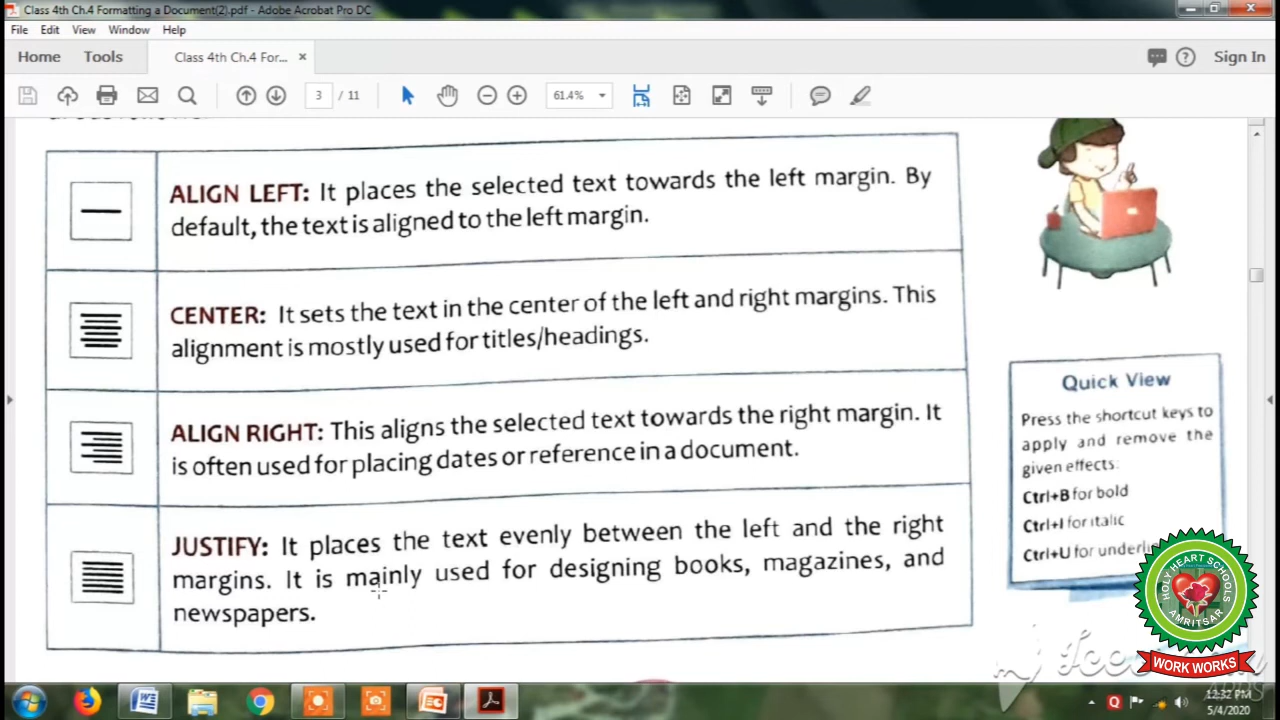 Class 4th Ch.4 Formatting a Document(2).pdf - Adobe Acrobat Pro DC
File Edit View Window Help
Home Tools Class 4th Ch.4 For... × Sign In
3 / 11 61.4%
ALIGN LEFT: It places the selected text towards the left margin. By
default, the text is aligned to the left margin.
CENTER: It sets the text in the center of the left and right margins. This
alignment is mostly used for titles/headings.
ALIGN RIGHT: This aligns the selected text towards the right margin. It
is often used for placing dates or reference in a document.
JUSTIFY: It places the text evenly between the left and the right
margins. It is mainly used for designing books, magazines, and
newspapers.
Quick View
Press the shortcut keys to
apply and remove the
given effects:
Ctrl+B for bold
Ctrl+I for italic
Ctrl+U for underli
HOLY HEART SCHOOLS
AMRITSAR
WORK WORKS
12:32 PM
5/4/2020